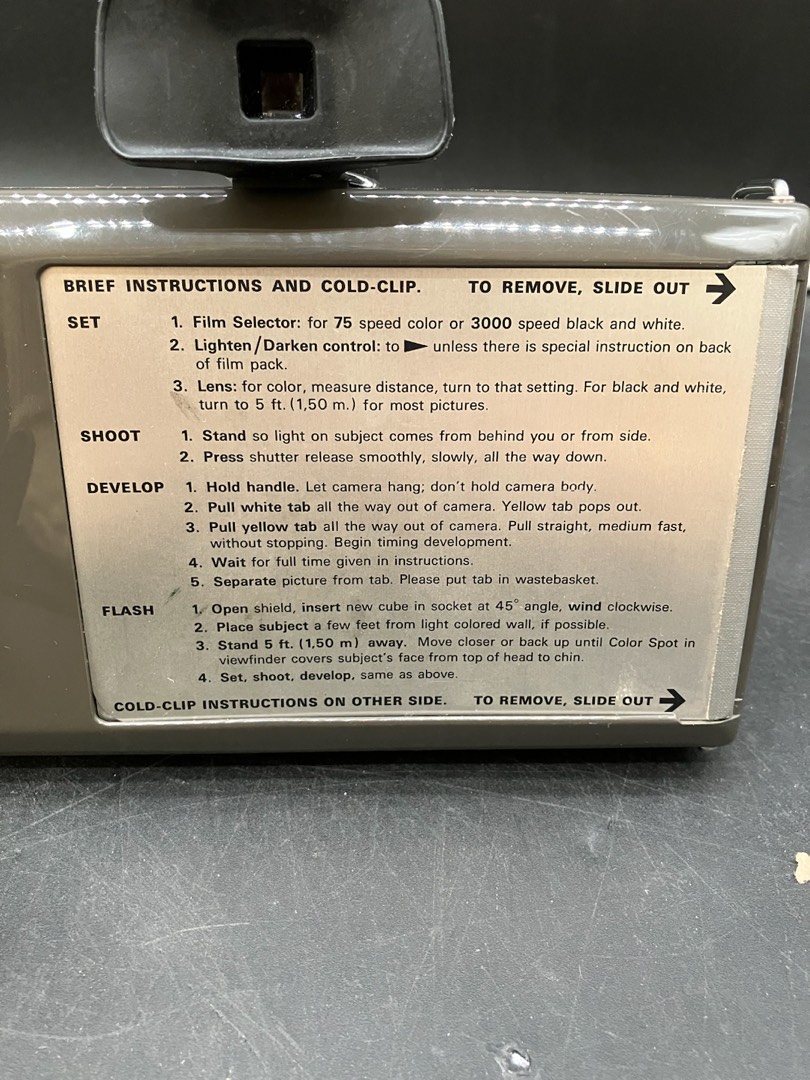 BRIEF INSTRUCTIONS AND COLD-CLIP. TO REMOVE, SLIDE OUT
SET 1. Film Selector: for 75 speed color or 3000 speed black and white.
2. Lighten/Darken control: to unless there is special instruction on back
of film pack.
3. Lens: for color, measure distance, turn to that setting. For black and white,
turn to 5 ft. (1,50 m.) for most pictures.
SHOOT 1. Stand so light on subject comes from behind you or from side.
2. Press shutter release smoothly, slowly, all the way down.
DEVELOP 1. Hold handle. Let camera hang; don't hold camera body.
2. Pull white tab all the way out of camera. Yellow tab pops out.
3. Pull yellow tab all the way out of camera. Pull straight, medium fast,
without stopping. Begin timing development.
4. Wait for full time given in instructions.
5. Separate picture from tab. Please put tab in wastebasket.
FLASH 1. Open shield, insert new cube in socket at 45° angle, wind clockwise.
2. Place subject a few feet from light colored wall, if possible.
3. Stand 5 ft. (1,50 m) away. Move closer or back up until Color Spot in
viewfinder covers subject's face from top of head to chin.
4. Set, shoot, develop, same as above.
COLD-CLIP INSTRUCTIONS ON OTHER SIDE. TO REMOVE, SLIDE OUT